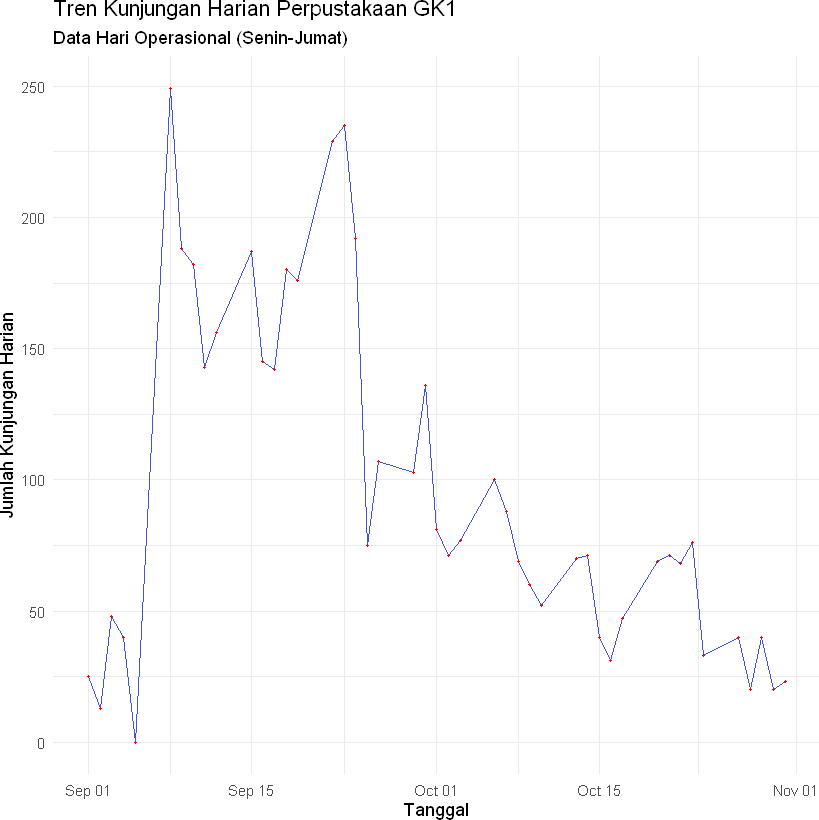 Tren Kunjungan Harian Perpustakaan GK1
Data Hari Operasional (Senin-Jumat)
Jumlah Kunjungan Harian
250
200
150
100
50
0
Sep 01
Sep 15
Oct 01
Oct 15
Nov 01
Tanggal